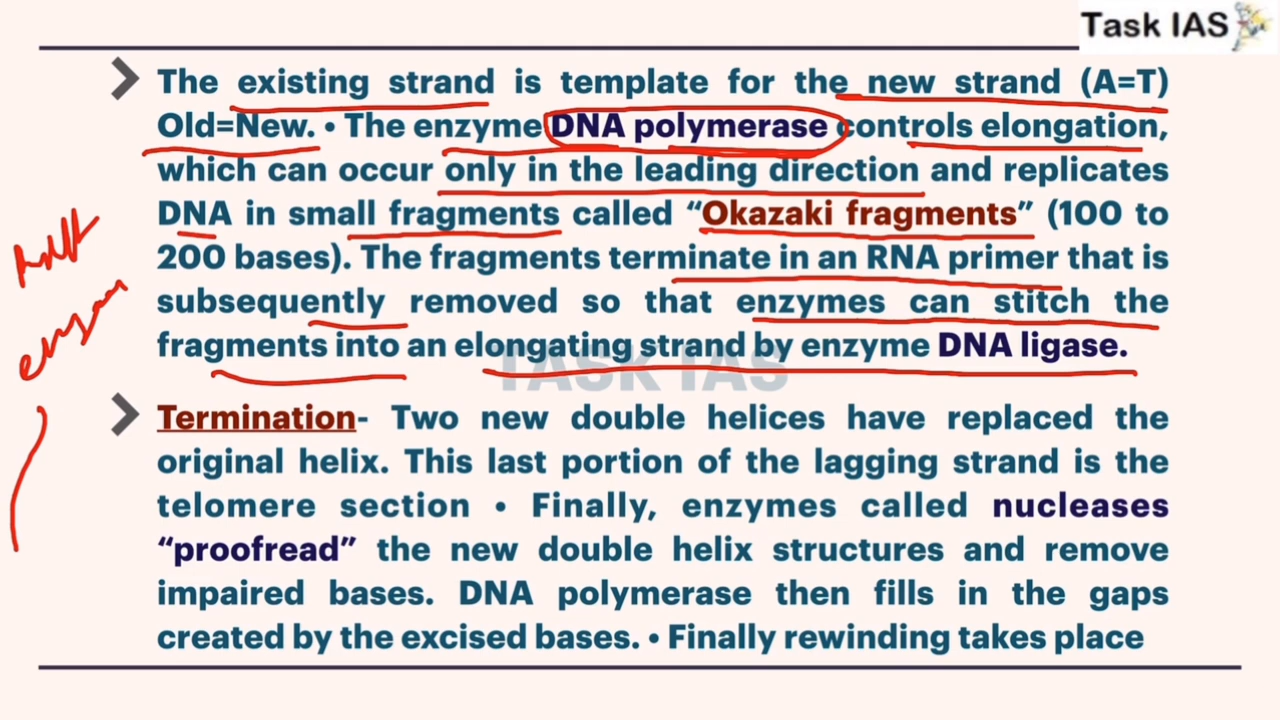 Task IAS
The existing strand is template for the new strand (A=T)
Old=New. • The enzyme DNA polymerase controls elongation,
which can occur only in the leading direction and replicates
DNA in small fragments called “Okazaki fragments” (100 to
200 bases). The fragments terminate in an RNA primer that is
subsequently removed so that enzymes can stitch the
fragments into an elongating strand by enzyme DNA ligase.
TASK IAS
Termination- Two new double helices have replaced the
original helix. This last portion of the lagging strand is the
telomere section • Finally, enzymes called nucleases
“proofread” the new double helix structures and remove
impaired bases. DNA polymerase then fills in the gaps
created by the excised bases. • Finally rewinding takes place